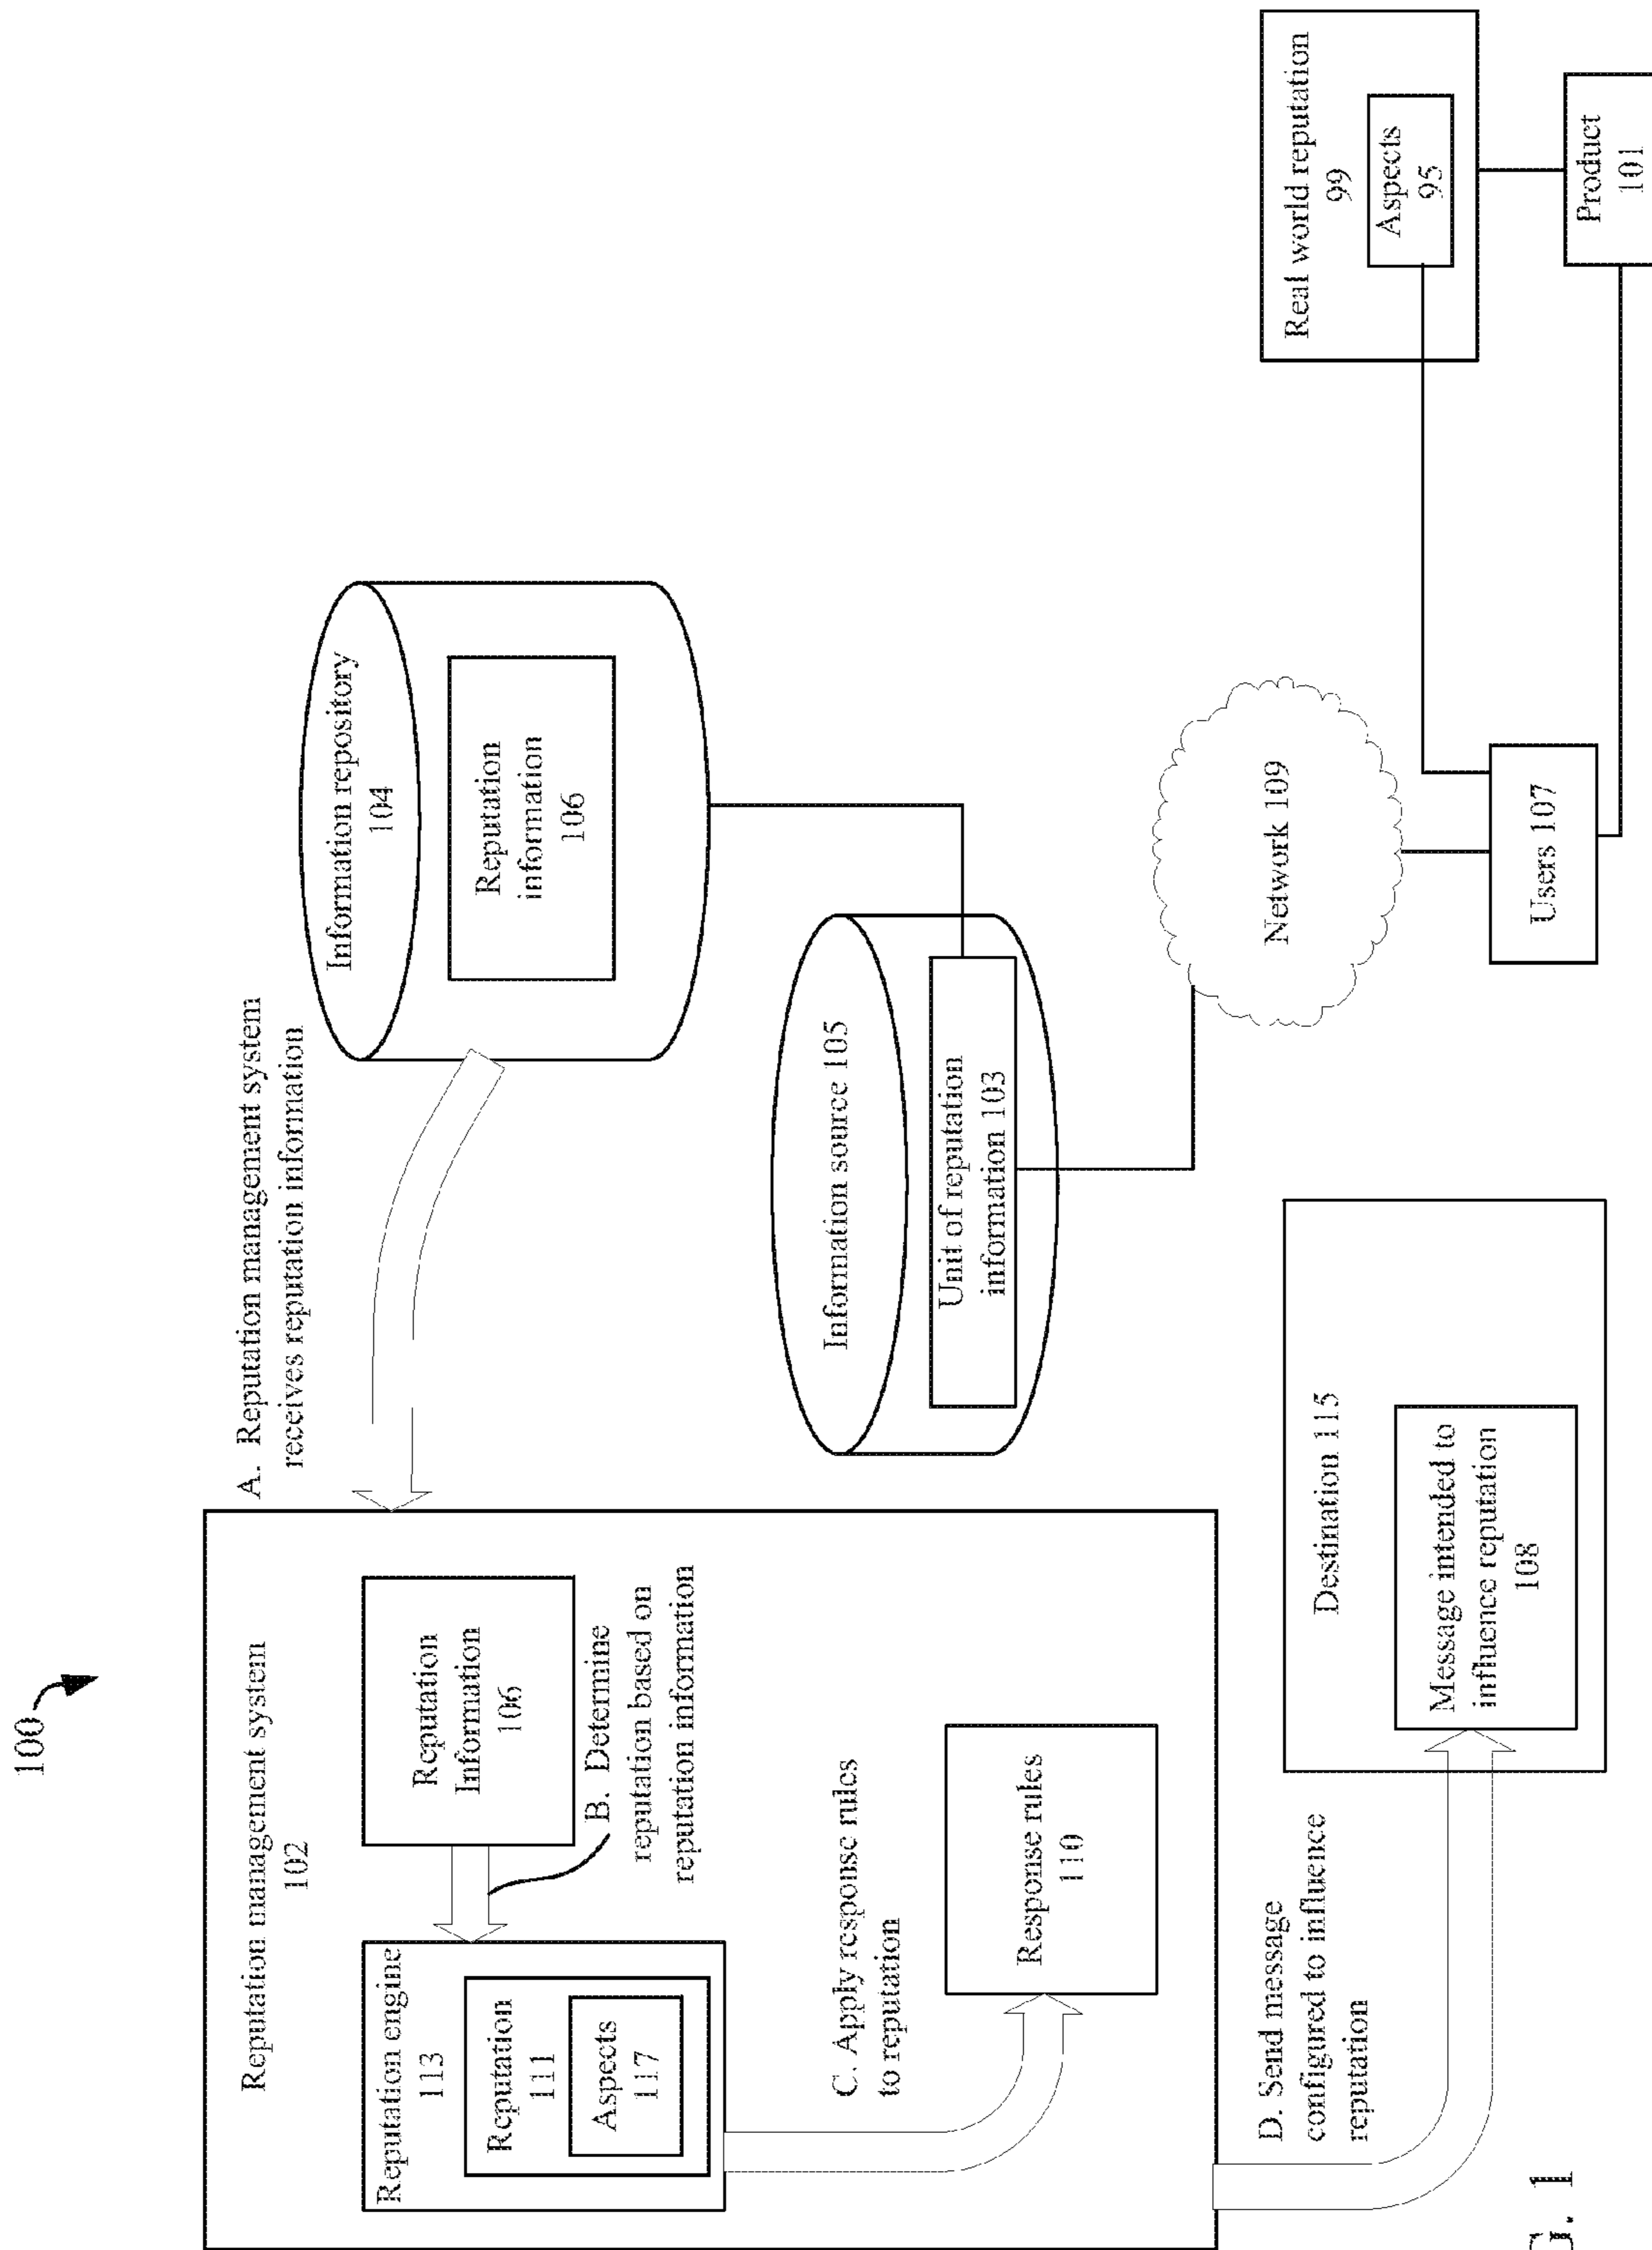 100
Reputation management system
102
Reputation engine
113
Reputation
111
Aspects
117
Reputation
Information
106
B. Determine
reputation based on
reputation information
C. Apply response rules
to reputation
Response rules
110
A. Reputation management system
receives reputation information
Information repository
104
Reputation
information
106
Information source 105
Unit of reputation
information 103
D. Send message
configured to influence
reputation
Destination 115
Message intended to
influence reputation
108
Network 109
Users 107
Real world reputation
99
Aspects
95
Product
101
G. 1